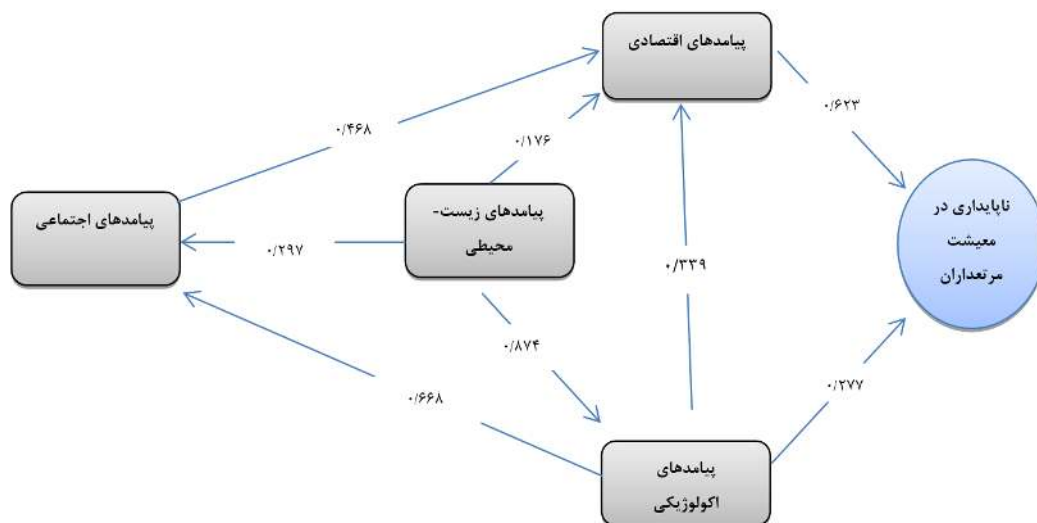 پیامدهای اقتصادی
۰/۶۲۳
۰/۴۶۸
۰/۱۷۶
ناپایداری در
معیشت
مرتعداران
پیامدهای زیست-
محیطی
پیامدهای اجتماعی
۰/۲۹۷
۰/۳۳۹
۰/۸۷۴
۰/۶۶۸
۰/۲۷۷
پیامدهای
اکولوژیکی